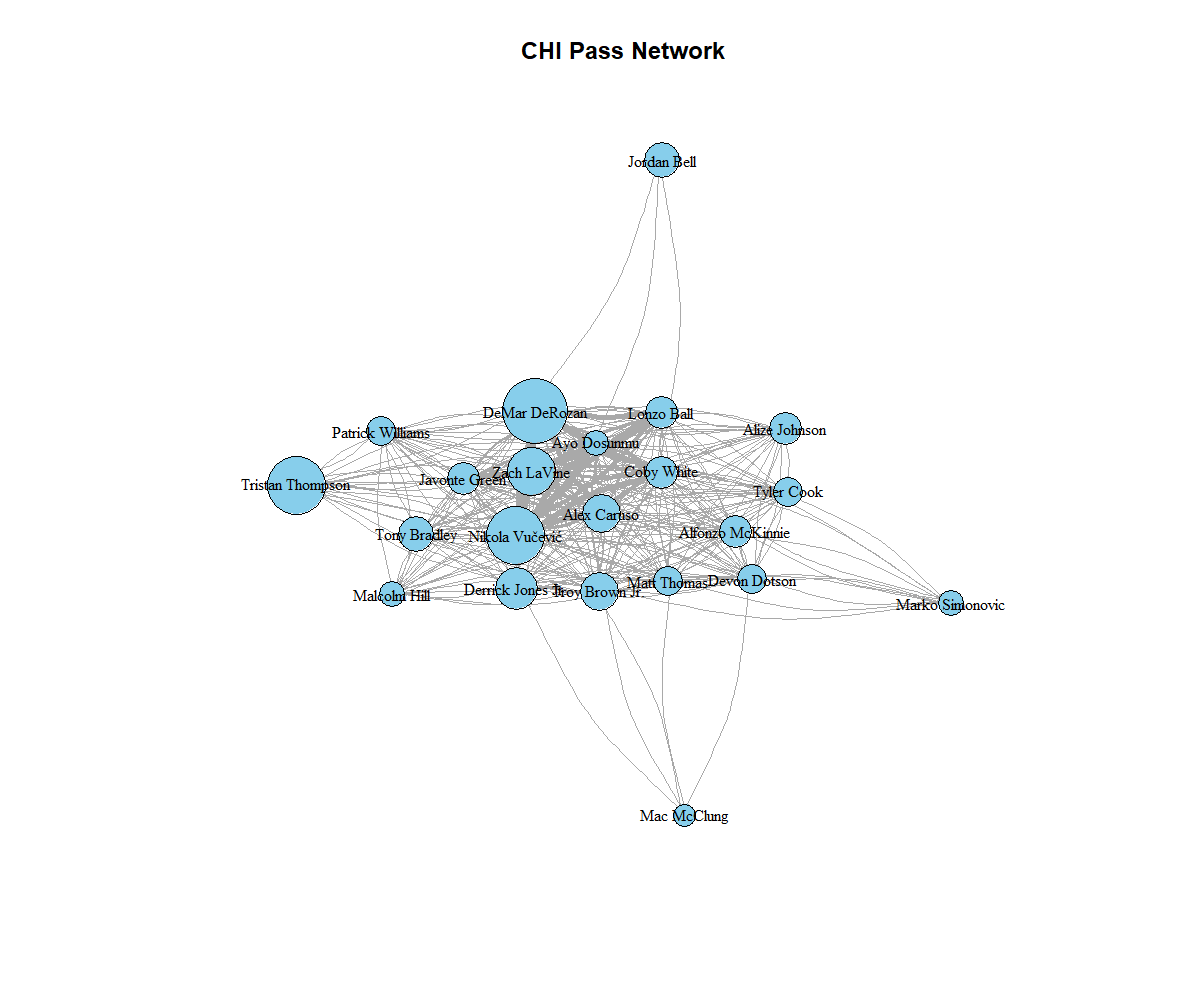 CHI Pass Network
Jordan Bell
DeMar DeRozan
Lonzo Ball
Patrick Williams
Alize Johnson
Ayo Dosunmu
Zach LaVine
Coby White
Javonte Green
Tristan Thompson
Tyler Cook
Alex Caruso
Tony Bradley
Nikola Vučević
Alfonzo McKinnie
Matt Thomas
Devon Dotson
Derrick Jones Jr.
Troy Brown Jr.
Malcolm Hill
Marko Simonovic
Mac McClung